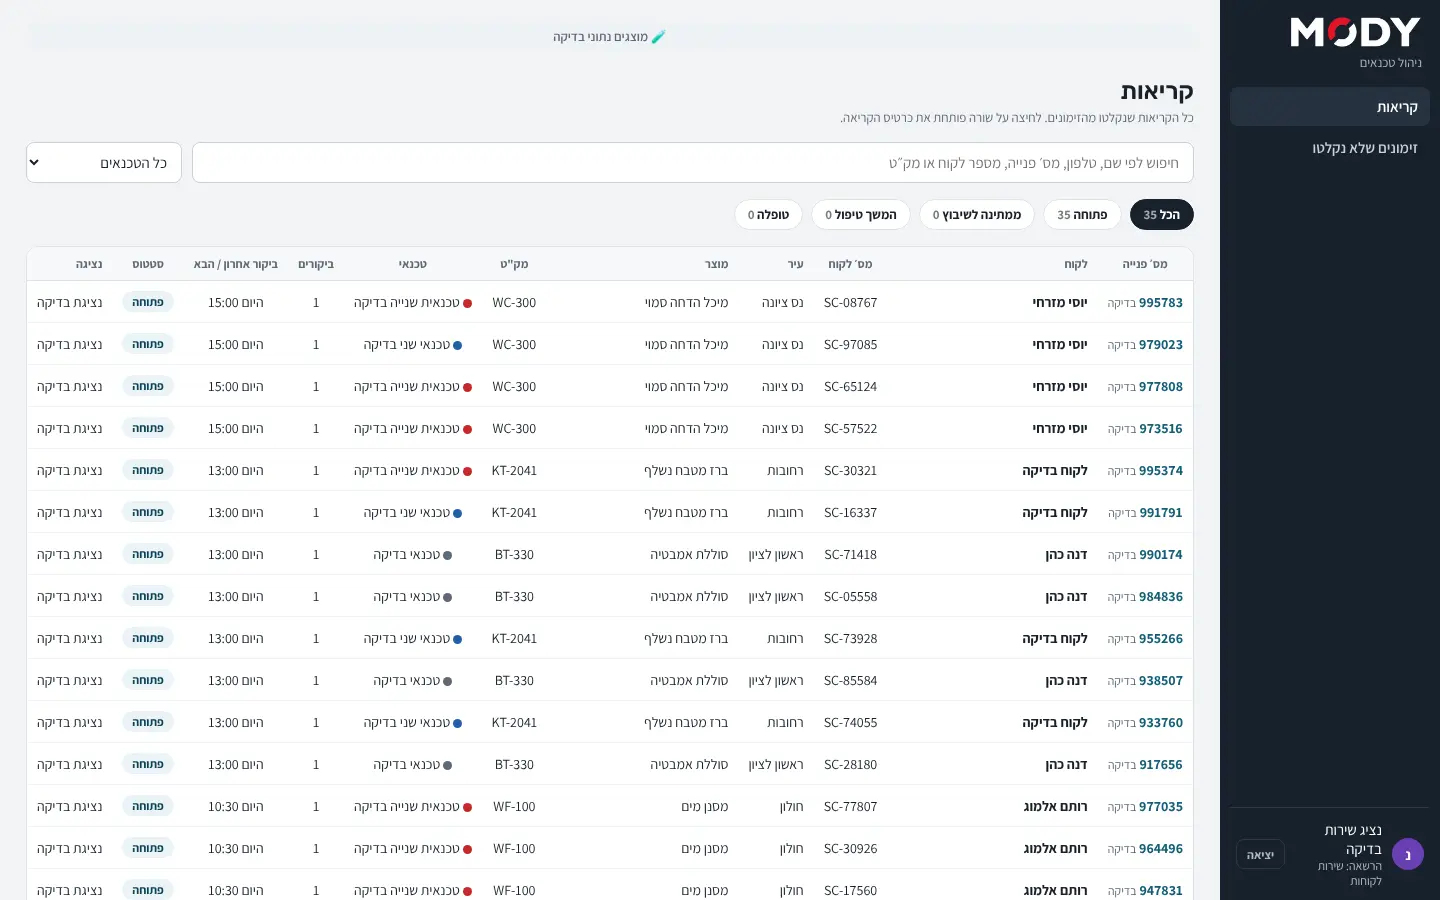 MODY
ניהול טכנאים
קריאות
זימונים שלא נקלטו
נציג שירות בדיקה
הרשאה: שירות לקוחות
נ
יציאה
🧪 מוצגים נתוני בדיקה
קריאות
כל הקריאות שנקלטו מהזימונים. לחיצה על שורה פותחת את כרטיס הקריאה.
חיפוש לפי שם, טלפון, מס׳ פנייה, מספר לקוח או מק״ט
כל הטכנאים
הכל 35 פתוחה 35 ממתינה לשיבוץ 0 המשך טיפול 0 טופלה 0
מס׳ פנייה לקוח מס׳ לקוח עיר מוצר מק"ט טכנאי ביקורים ביקור אחרון / הבא סטטוס נציגה
995783 בדיקה יוסי מזרחי SC-08767 נס ציונה מיכל הדחה סמוי WC-300 טכנאית שנייה בדיקה 1 היום 15:00 פתוחה נציגת בדיקה
979023 בדיקה יוסי מזרחי SC-97085 נס ציונה מיכל הדחה סמוי WC-300 טכנאי שני בדיקה 1 היום 15:00 פתוחה נציגת בדיקה
977808 בדיקה יוסי מזרחי SC-65124 נס ציונה מיכל הדחה סמוי WC-300 טכנאית שנייה בדיקה 1 היום 15:00 פתוחה נציגת בדיקה
973516 בדיקה יוסי מזרחי SC-57522 נס ציונה מיכל הדחה סמוי WC-300 טכנאית שנייה בדיקה 1 היום 15:00 פתוחה נציגת בדיקה
995374 בדיקה לקוח בדיקה SC-30321 רחובות ברז מטבח נשלף KT-2041 טכנאית שנייה בדיקה 1 היום 13:00 פתוחה נציגת בדיקה
991791 בדיקה לקוח בדיקה SC-16337 רחובות ברז מטבח נשלף KT-2041 טכנאי שני בדיקה 1 היום 13:00 פתוחה נציגת בדיקה
990174 בדיקה דנה כהן SC-71418 ראשון לציון סוללת אמבטיה BT-330 טכנאי בדיקה 1 היום 13:00 פתוחה נציגת בדיקה
984836 בדיקה דנה כהן SC-05558 ראשון לציון סוללת אמבטיה BT-330 טכנאי בדיקה 1 היום 13:00 פתוחה נציגת בדיקה
955266 בדיקה לקוח בדיקה SC-73928 רחובות ברז מטבח נשלף KT-2041 טכנאי שני בדיקה 1 היום 13:00 פתוחה נציגת בדיקה
938507 בדיקה דנה כהן SC-85584 ראשון לציון סוללת אמבטיה BT-330 טכנאי בדיקה 1 היום 13:00 פתוחה נציגת בדיקה
933760 בדיקה לקוח בדיקה SC-74055 רחובות ברז מטבח נשלף KT-2041 טכנאי שני בדיקה 1 היום 13:00 פתוחה נציגת בדיקה
917656 בדיקה דנה כהן SC-28180 ראשון לציון סוללת אמבטיה BT-330 טכנאי בדיקה 1 היום 13:00 פתוחה נציגת בדיקה
977035 בדיקה רותם אלמוג SC-77807 חולון מסנן מים WF-100 טכנאית שנייה בדיקה 1 היום 10:30 פתוחה נציגת בדיקה
964496 בדיקה רותם אלמוג SC-30926 חולון מסנן מים WF-100 טכנאית שנייה בדיקה 1 היום 10:30 פתוחה נציגת בדיקה
947831 בדיקה רותם אלמוג SC-17560 חולון מסנן מים WF-100 טכנאית שנייה בדיקה 1 היום 10:30 פתוחה נציגת בדיקה